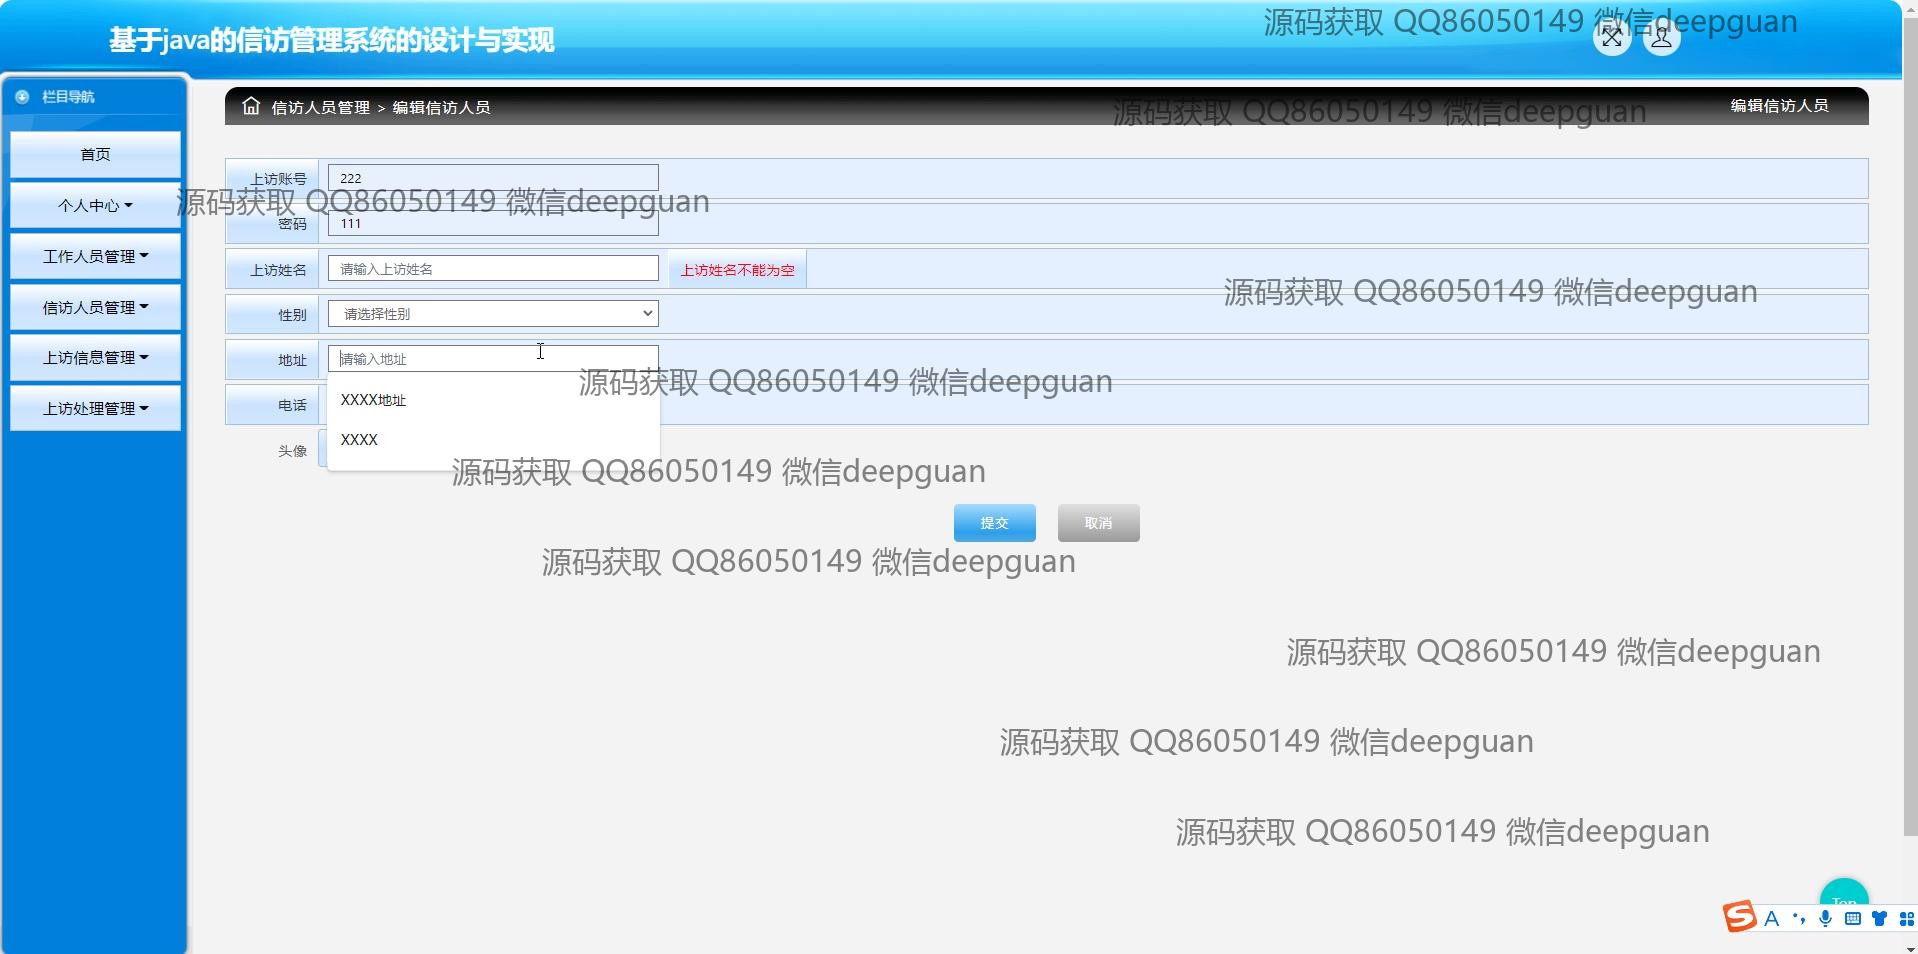 基于java的信访管理系统的设计与实现
源码获取 QQ86050149 微信deepguan
栏目导航
首页
个人中心
工作人员管理
信访人员管理
上访信息管理
上访处理管理
信访人员管理 > 编辑信访人员
编辑信访人员
源码获取 QQ86050149 微信deepguan
上访账号 222
源码获取 QQ86050149 微信deepguan
密码 111
上访姓名 请输入上访姓名 上访姓名不能为空
源码获取 QQ86050149 微信deepguan
性别 请选择性别
地址 请输入地址
源码获取 QQ86050149 微信deepguan
XXXX地址
电话
XXXX
头像
源码获取 QQ86050149 微信deepguan
提交 取消
源码获取 QQ86050149 微信deepguan
源码获取 QQ86050149 微信deepguan
源码获取 QQ86050149 微信deepguan
源码获取 QQ86050149 微信deepguan
Top
S A